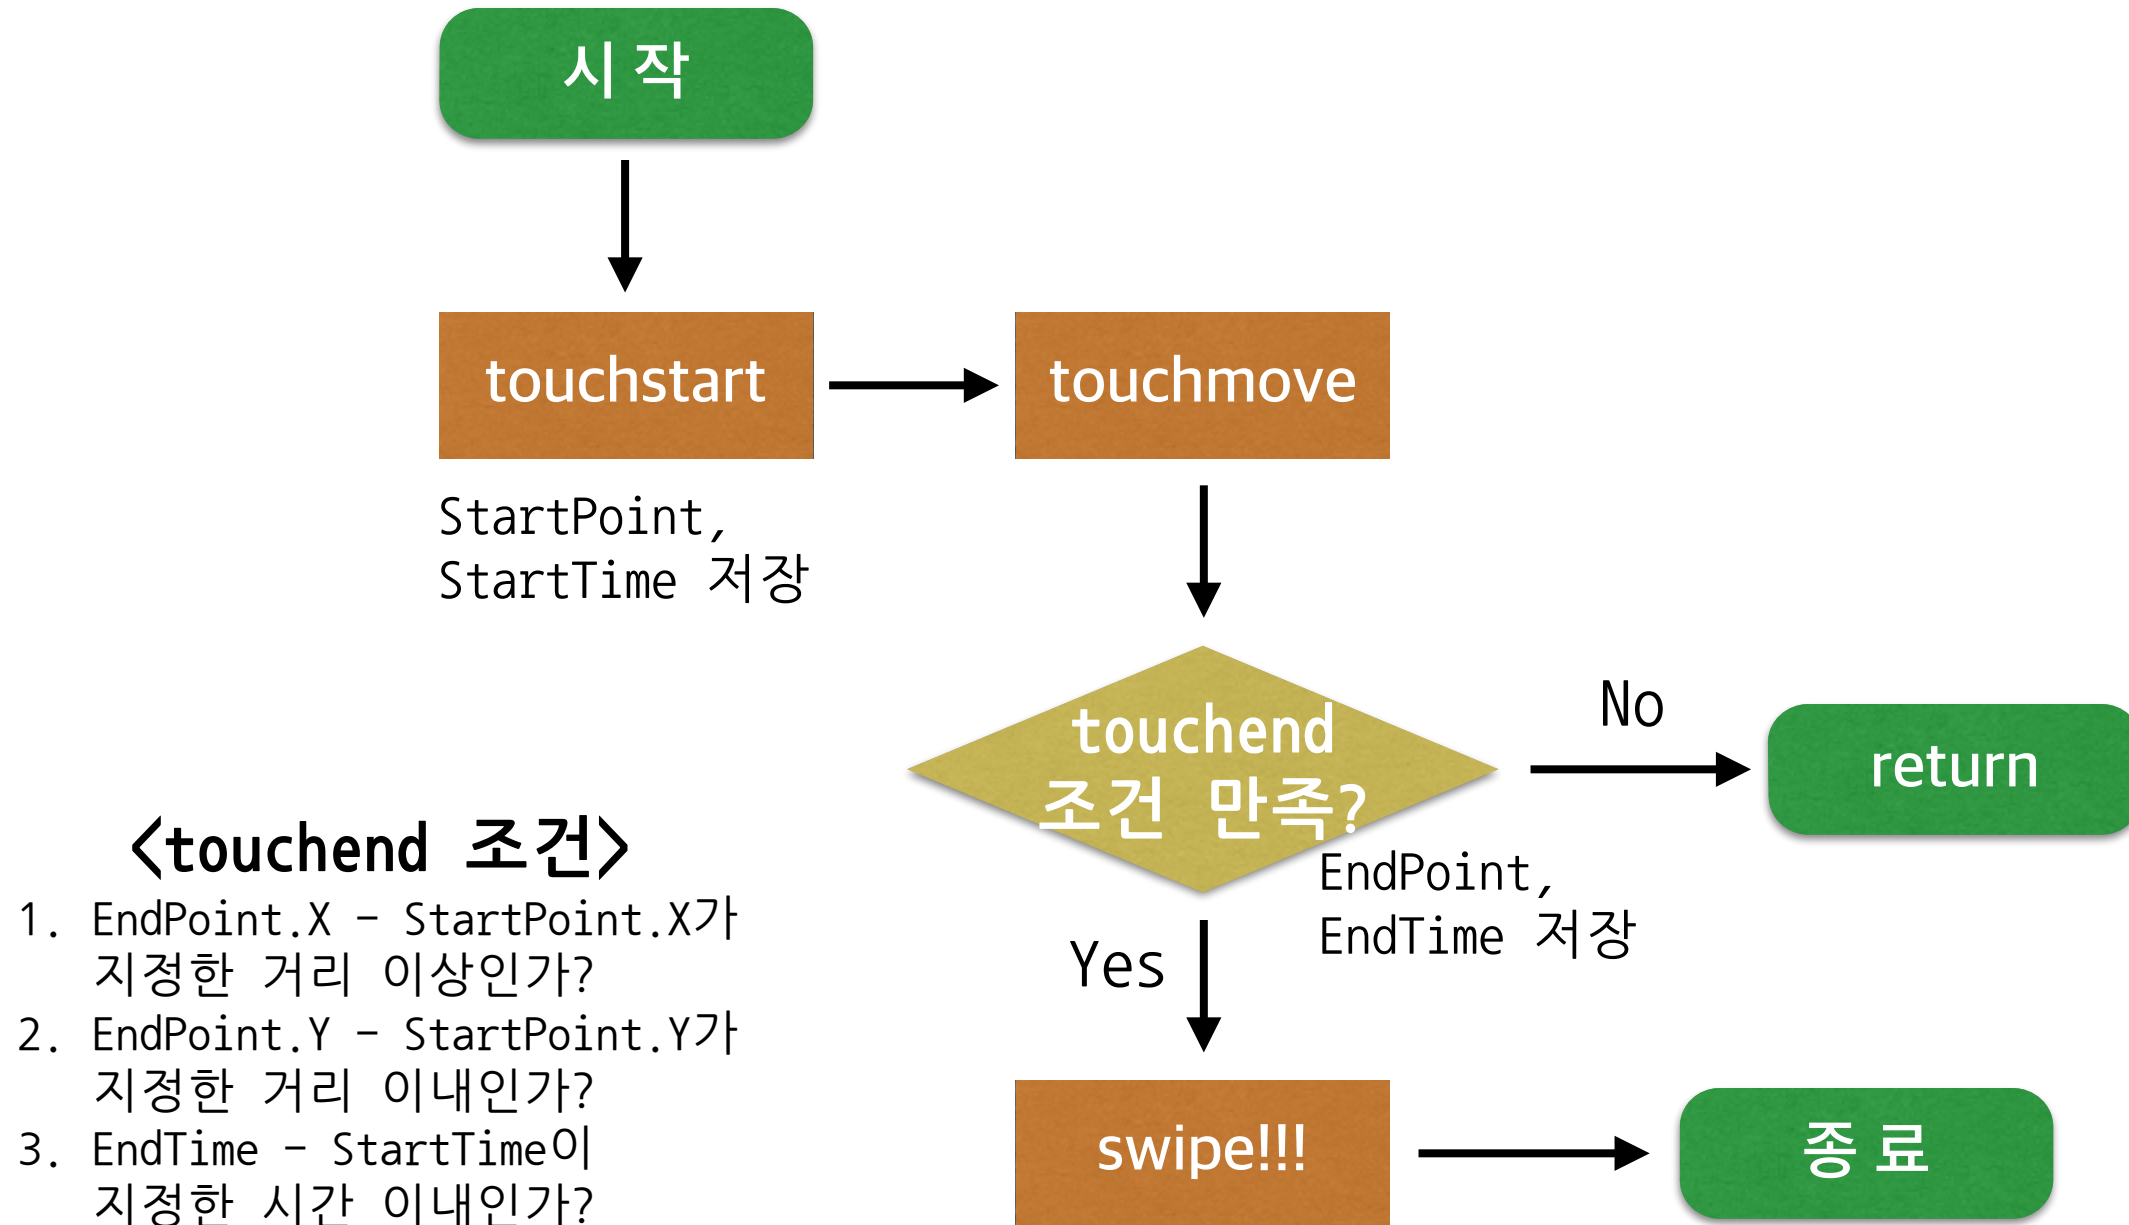 시 작
touchstart
touchmove
StartPoint,
StartTime 저장
touchend
조건 만족?
No
return
EndPoint,
EndTime 저장
Yes
swipe!!!
종 료
<touchend 조건>
1. EndPoint.X - StartPoint.X가
지정한 거리 이상인가?
2. EndPoint.Y - StartPoint.Y가
지정한 거리 이내인가?
3. EndTime - StartTime이
지정한 시간 이내인가?